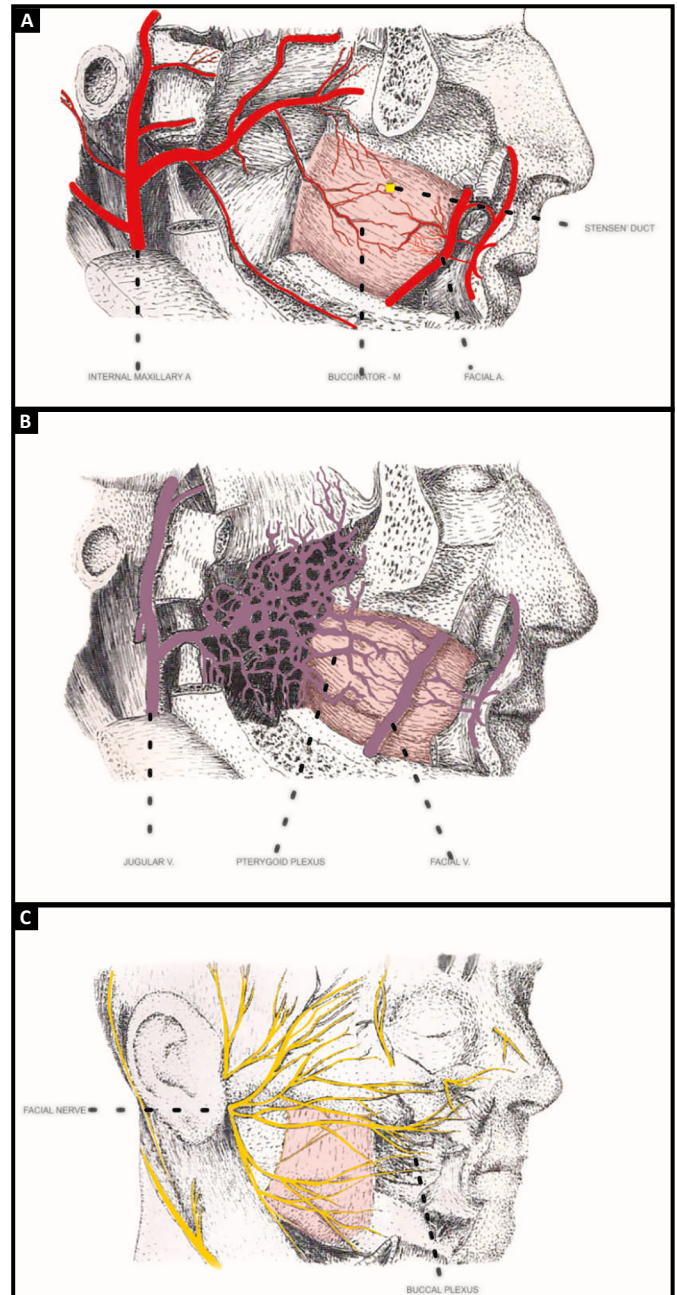 A
STENSEN' DUCT
INTERNAL MAXILLARY A
BUCCINATOR - M
FACIAL A.
B
JUGULAR V.
PTERYGOID PLEXUS
FACIAL V.
C
FACIAL NERVE
BUCCAL PLEXUS